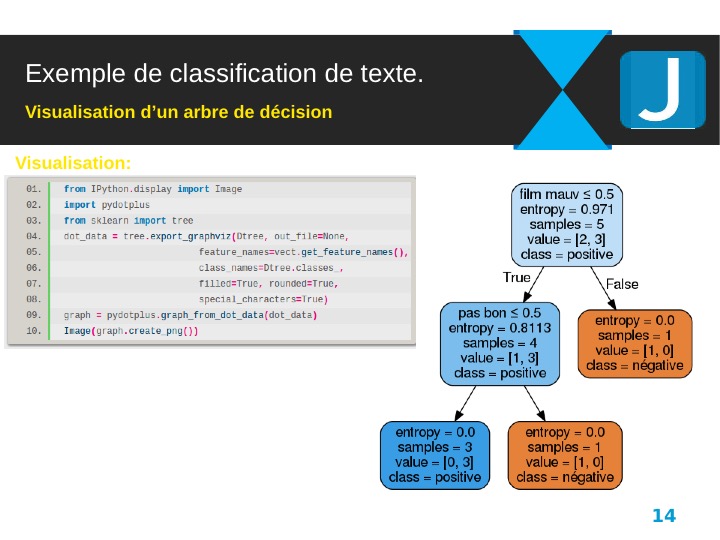 Exemple de classification de texte.
Visualisation d'un arbre de décision
J
Visualisation:
01. from IPython.display import Image
02. import pydotplus
03. from sklearn import tree
04. dot_data = tree.export_graphviz(Dtree, out_file=None,
05. feature_names=vect.get_feature_names(),
06. class_names=Dtree.classes_,
07. filled=True, rounded=True,
08. special_characters=True)
09. graph = pydotplus.graph_from_dot_data(dot_data)
10. Image(graph.create_png())
film mauv ≤ 0.5
entropy = 0.971
samples = 5
value = [2, 3]
class = positive
True
False
pas bon ≤ 0.5
entropy = 0.8113
samples = 4
value = [1, 3]
class = positive
entropy = 0.0
samples = 1
value = [1, 0]
class = négative
entropy = 0.0
samples = 3
value = [0, 3]
class = positive
entropy = 0.0
samples = 1
value = [1, 0]
class = négative
14